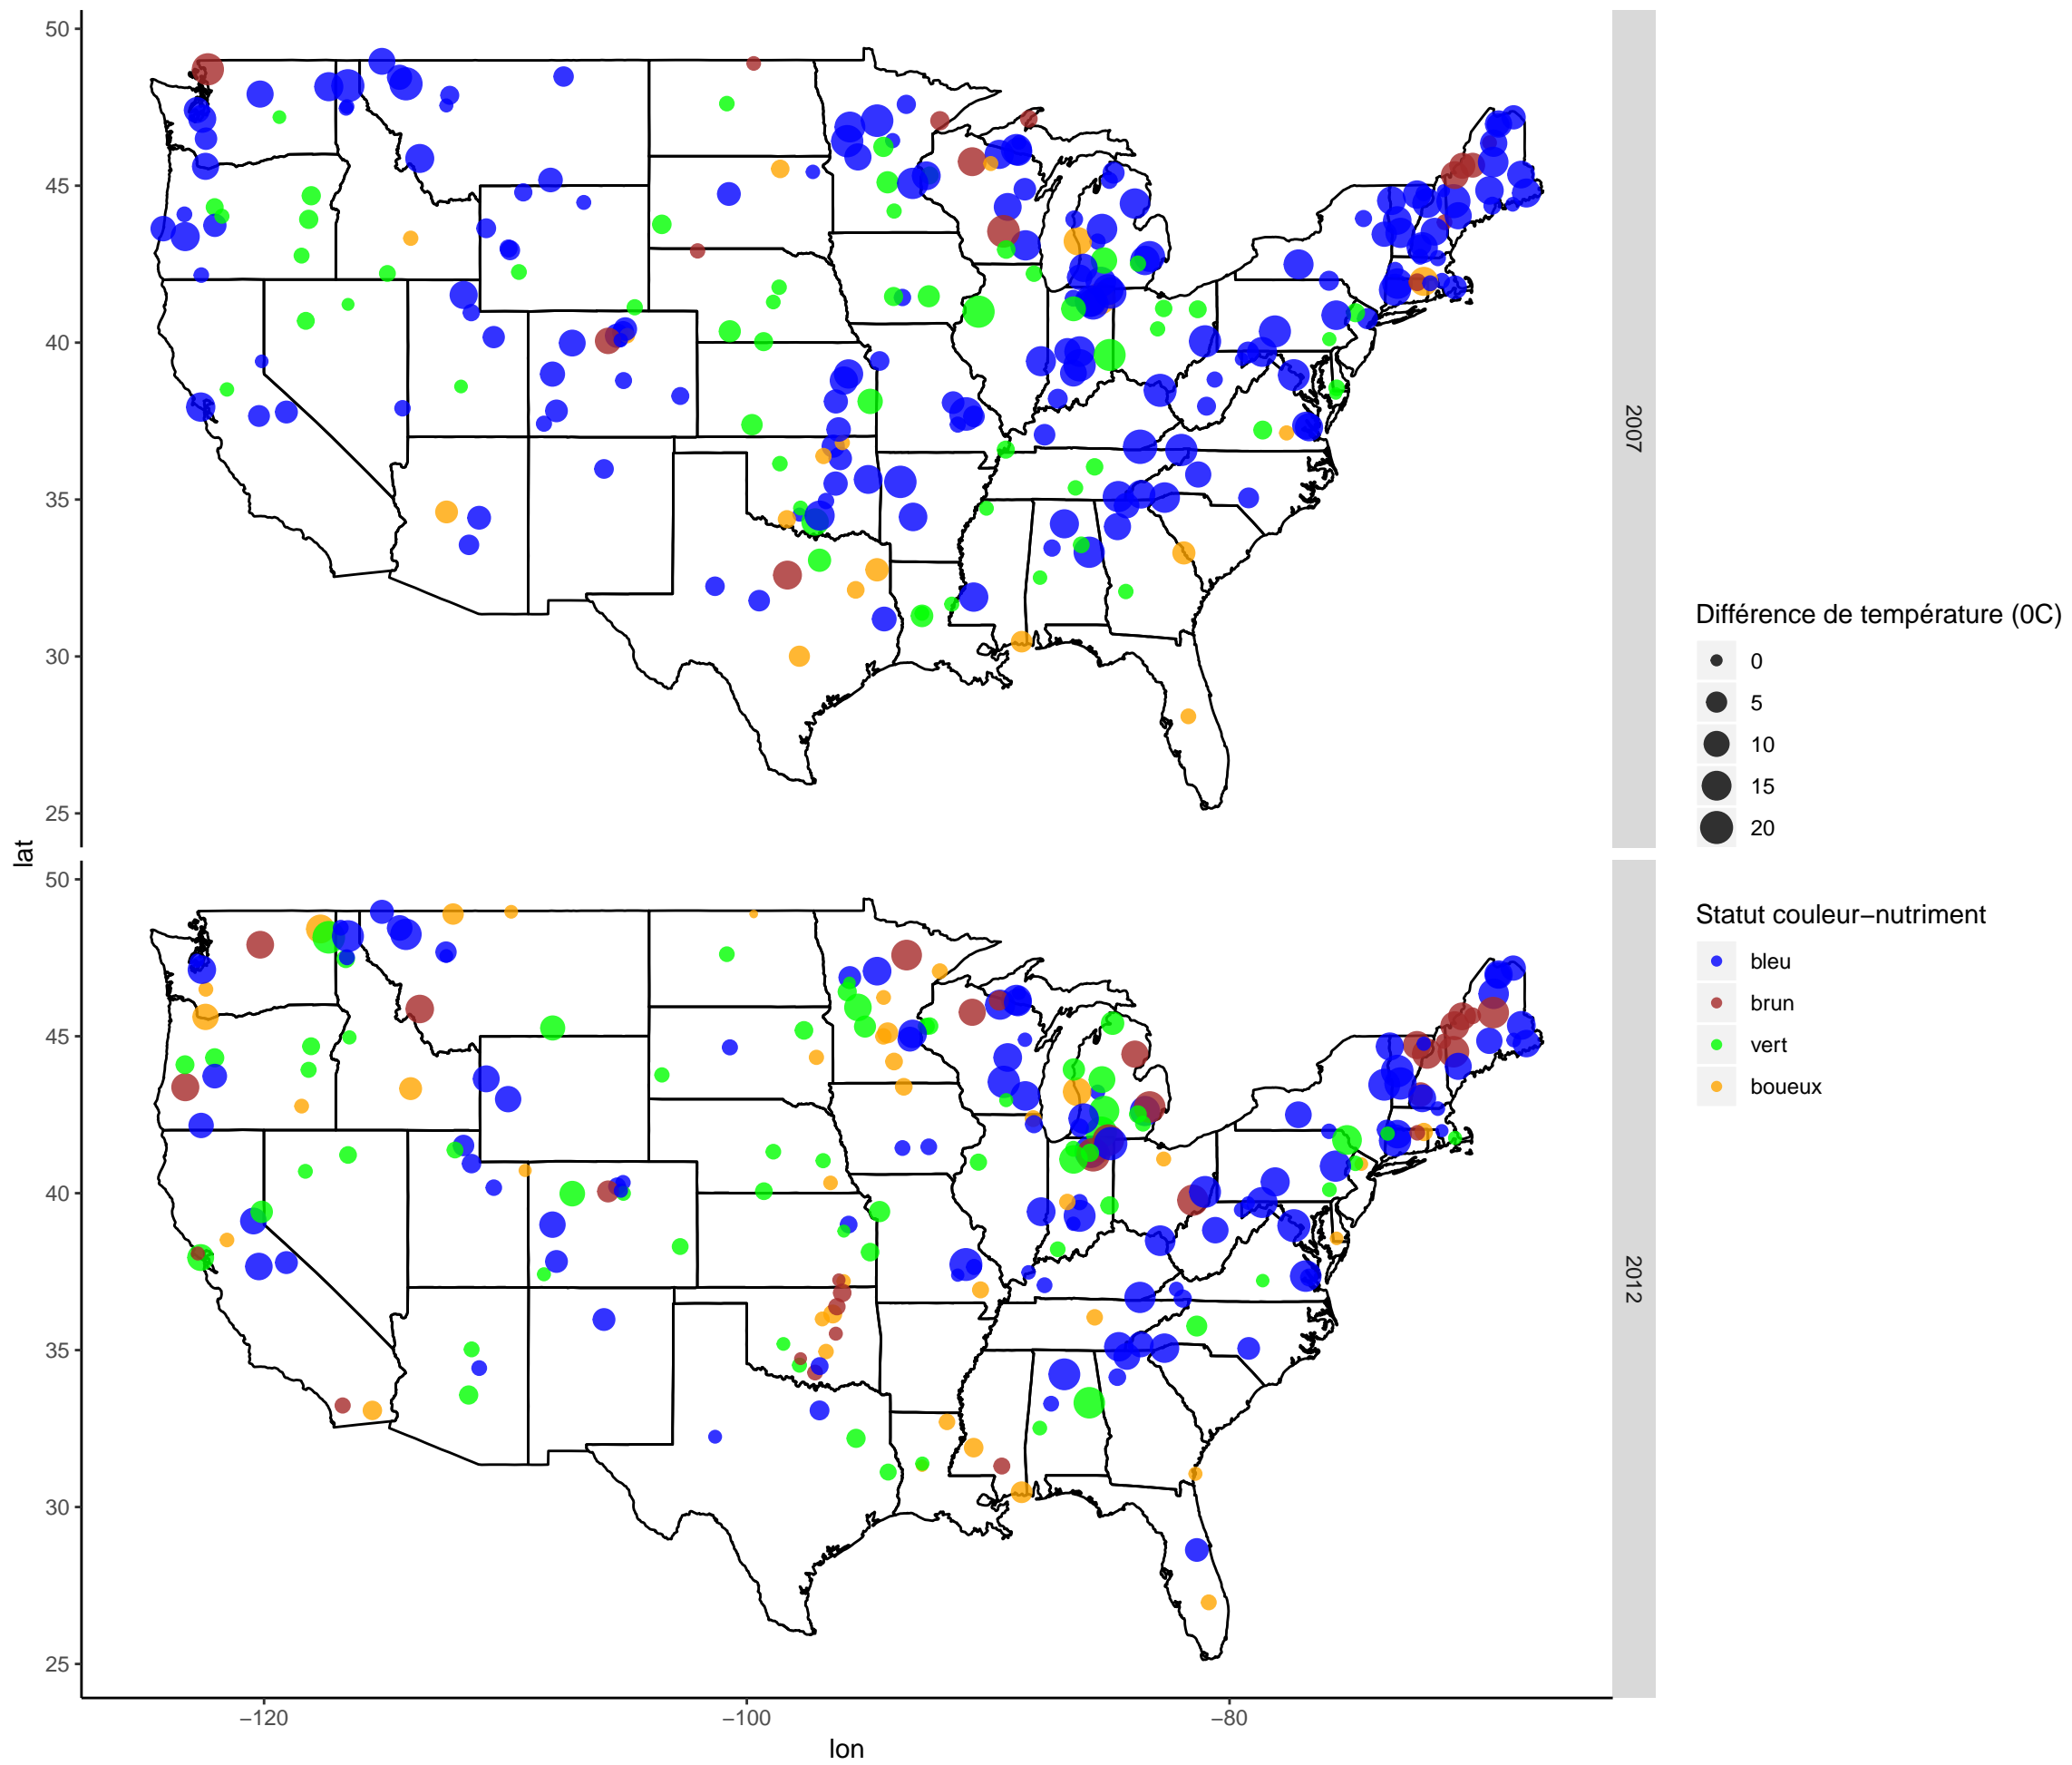 50
45
40
35
30
25
2007
50
45
40
35
30
25
2012
−120
−100
−80
lon
lat
Différence de température (0C)
0
5
10
15
20
Statut couleur−nutriment
bleu
brun
vert
boueux